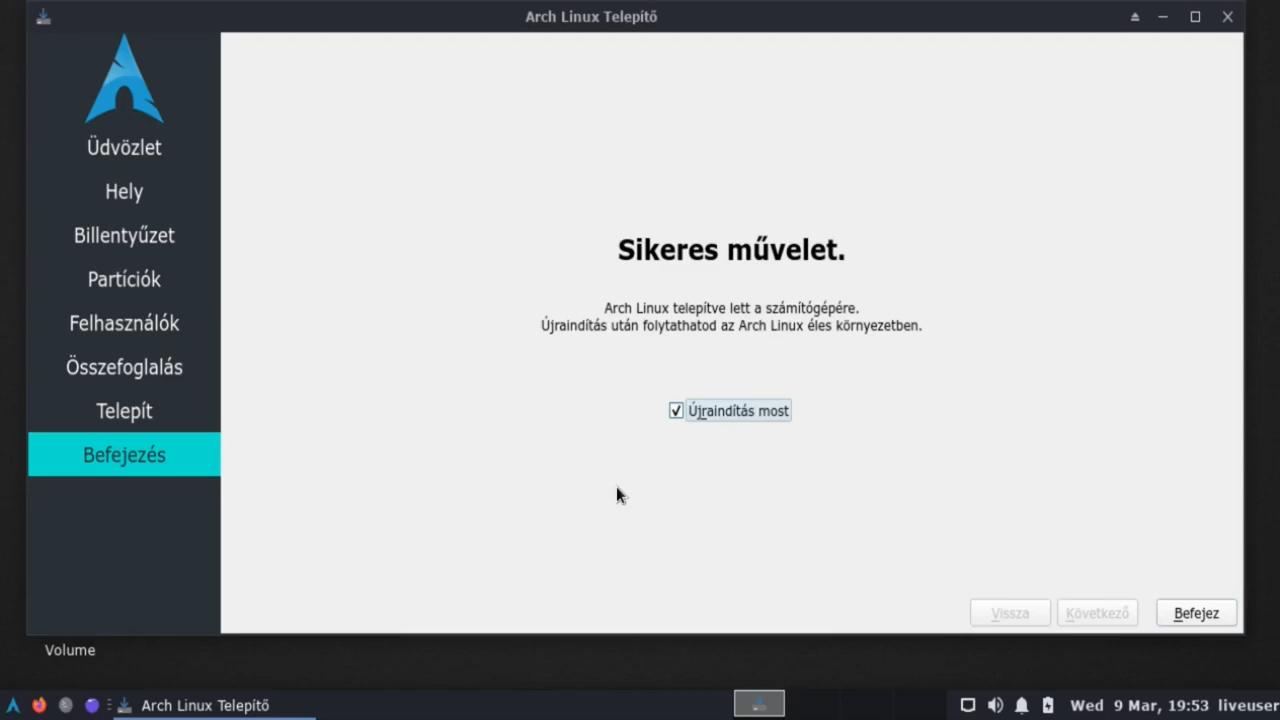 Arch Linux Telepítő
Üdvözlet
Hely
Billentyűzet
Partíciók
Felhasználók
Összefoglalás
Telepít
Befejezés
Sikeres művelet.
Arch Linux telepítve lett a számítógépére.
Újraindítás után folytathatod az Arch Linux éles környezetben.
Újraindítás most
Vissza
Következő
Befejez
Volume
Arch Linux Telepítő
Wed 9 Mar, 19:53 liveuser